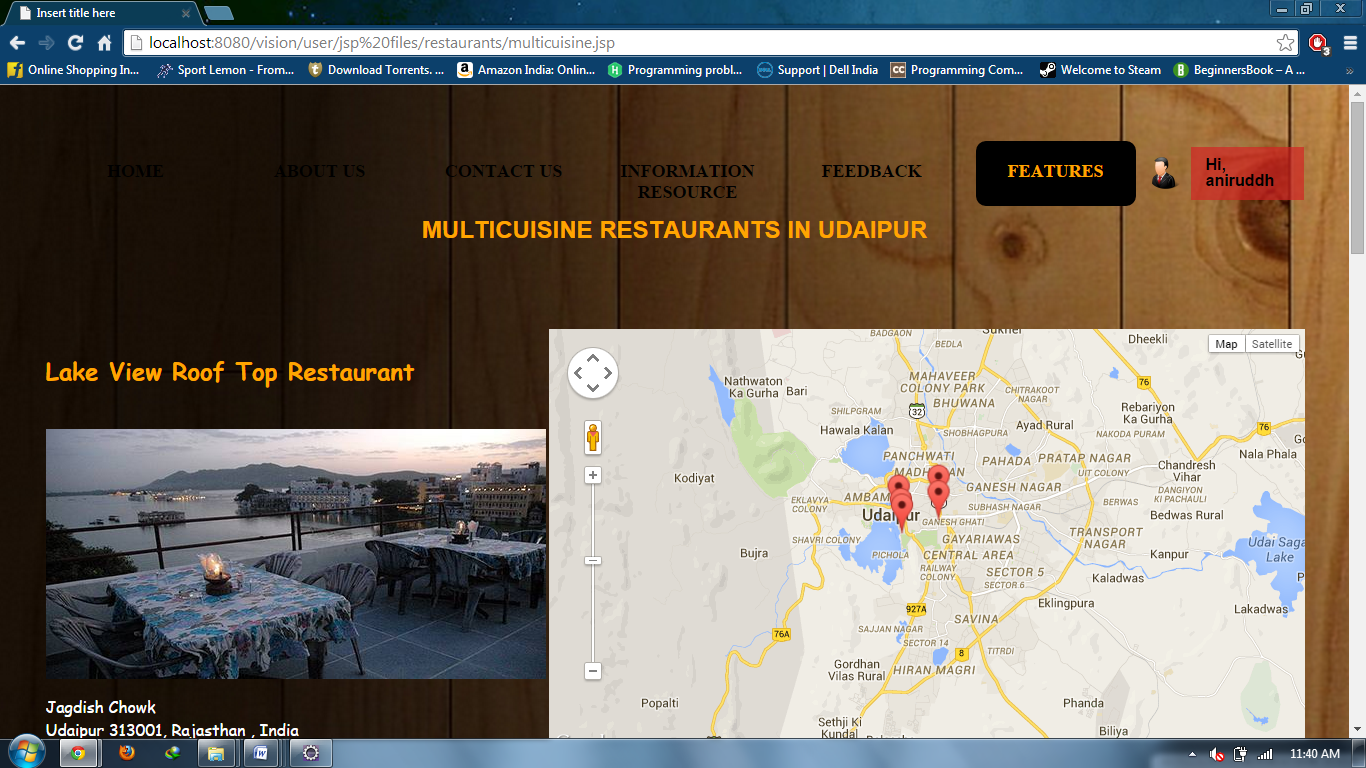 Insert title here
localhost:8080/vision/user/jsp%20files/restaurants/multicuisine.jsp
3
Online Shopping In...
Sport Lemon - From...
Download Torrents. ...
Amazon India: Onlin...
Programming probl...
Support | Dell India
CC Programming Com...
Welcome to Steam
B BeginnersBook – A ...
»
HOME
ABOUT US
CONTACT US
INFORMATION
RESOURCE
FEEDBACK
FEATURES
Hi,
aniruddh
MULTICUISINE RESTAURANTS IN UDAIPUR
Lake View Roof Top Restaurant
Jagdish Chowk
Udaipur 313001, Rajasthan , India
Map
Satellite
BADGAON
Sukher
BEDLA
Dheekli
Nathwaton
Ka Gurha
Bari
MAHAVEER
COLONY PARK
CHITRAKOOT
NAGAR
76
BHUWANA
SHILPGRAM
32
Rebariyon
Ka Gurha
Hawala Kalan
SHOBHAGPURA
Ayad Rural
NAKODA PURAM
76
Nala Phala
PANCHWATI
PAHADA
PRATAP NAGAR
UIT COLONY
Chandresh
Vihar
Kodiyat
GANESH NAGAR
DANGIYON
KI PACHAULI
EKLAVYA
COLONY
SUBHASH NAGAR
BERWAS
Bedwas Rural
GANESH GHATI
SHAVRI COLONY
GAYARIAWAS
TRANSPORT
NAGAR
Bujra
PICHOLA
CENTRAL AREA
Kanpur
Lake
RAILWAY
COLONY
SECTOR 5
SECTOR 6
Kaladwas
927A
Eklingpura
Lakadwas
SAVINA
76A
SAJJAN NAGAR
SECTOR 14
8
TITRDI
Gordhan
Vilas Rural
HIRAN MAGRI
Popalti
Phanda
Sethji Ki
Biliya
11:40 AM